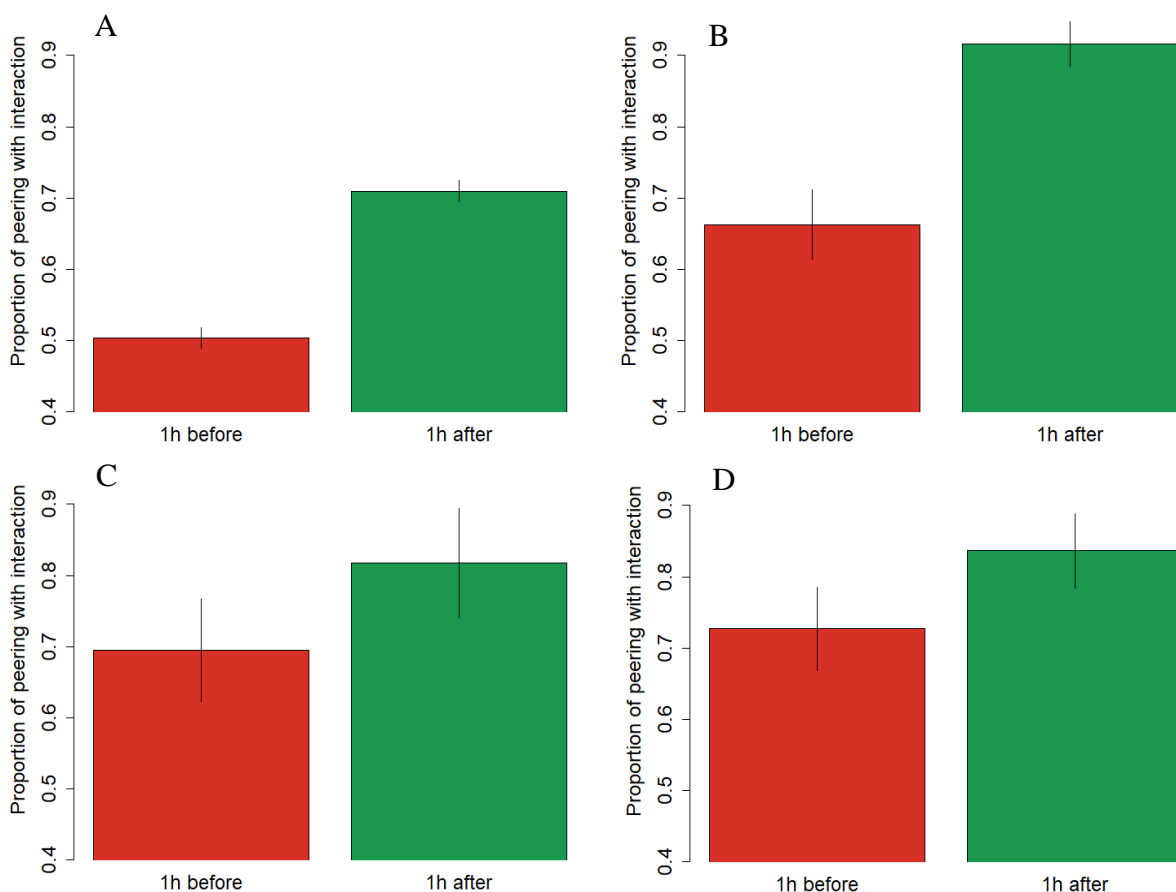 A
Proportion of peering with interaction
0.9
0.8
0.7
0.6
0.5
0.4
1h before
1h after
B
Proportion of peering with interaction
0.9
0.8
0.7
0.6
0.5
0.4
1h before
1h after
C
Proportion of peering with interaction
0.9
0.8
0.7
0.6
0.5
0.4
1h before
1h after
D
Proportion of peering with interaction
0.9
0.8
0.7
0.6
0.5
0.4
1h before
1h after